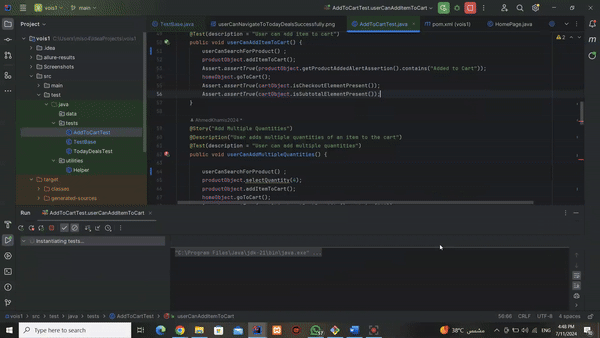 vois1
main
AddToCartTest.userCanAddItemToCart
Project
TestBase.java
userCanNavigateToTodayDealsSuccessfully.png
AddToCartTest.java
pom.xml (vois1)
HomePage.java
vois1 C:\Users\
.idea
allure-results
Screenshots
src
main
test
java
data
tests
AddToCartTest
TestBase
TodayDealsTest
utilities
Helper
target
classes
generated-sources
@Test(description = "User can add item to cart")
public void userCanAddItemToCart() {
userCanSearchForProduct() ;
productObject.addItemToCart();
Assert.assertTrue(productObject.getProductAddedAlertAssertion().contains("Added to Cart"));
homeObject.goToCart();
Assert.assertTrue(cartObject.isCheckoutElementPresent());
Assert.assertTrue(cartObject.isSubtotalElementPresent());
}
@Story("Add Multiple Quantities")
@Description("User adds multiple quantities of an item to the cart")
@Test(description = "User can add multiple quantities")
public void userCanAddMultipleQuantities() {
userCanSearchForProduct() ;
productObject.selectQuantity(4);
productObject.addItemToCart();
homeObject.goToCart();
2
Run
AddToCartTest.userCanAddItemToCart
Instantiating tests...
"C:\Program Files\Java\jdk-21\bin\java.exe" ...
vois1 > src > test > java > tests > AddToCartTest > userCanAddItemToCart
56:66 CRLF UTF-8 4 spaces
Type here to search
38°C مشمس
ENG
4:46 PM
7/11/2024